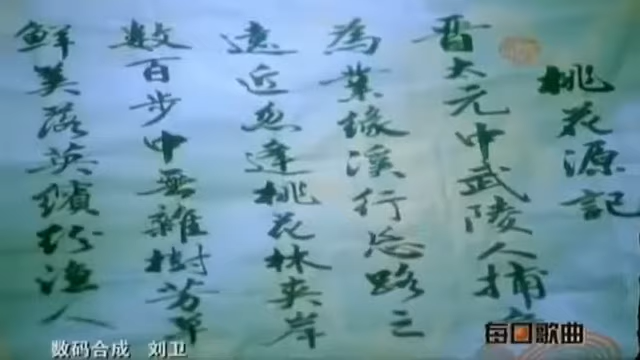 桃花源記
晋太元中武陵人捕
為業緣溪行忘路之
遠近忽逢桃花林夾岸
數百步中無雜樹芳草
鮮美落英繽紛漁人
每日歌曲
数码合成 刘卫